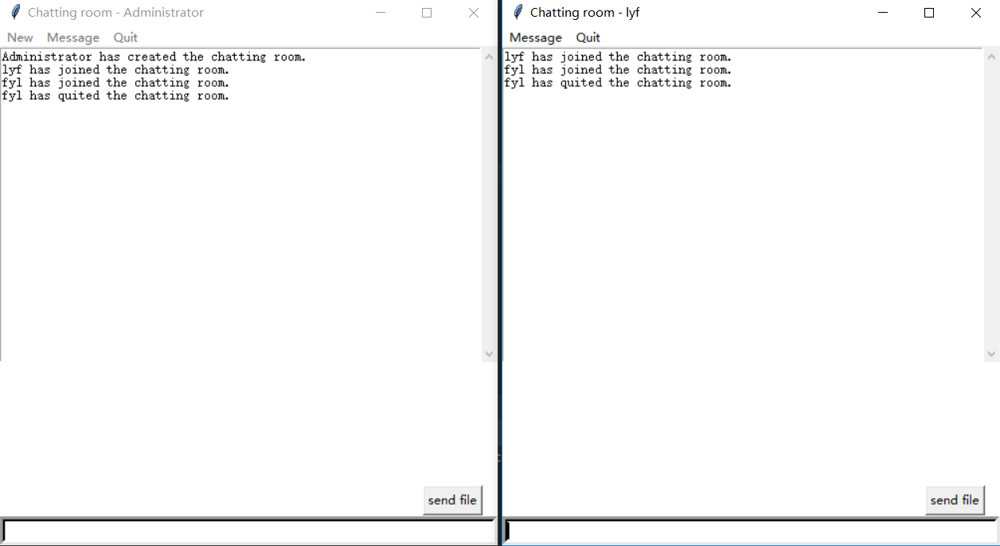 Chatting room - Administrator
New Message Quit
Administrator has created the chatting room.
lyf has joined the chatting room.
fyl has joined the chatting room.
fyl has quited the chatting room.
send file
Chatting room - lyf
Message Quit
lyf has joined the chatting room.
fyl has joined the chatting room.
fyl has quited the chatting room.
send file